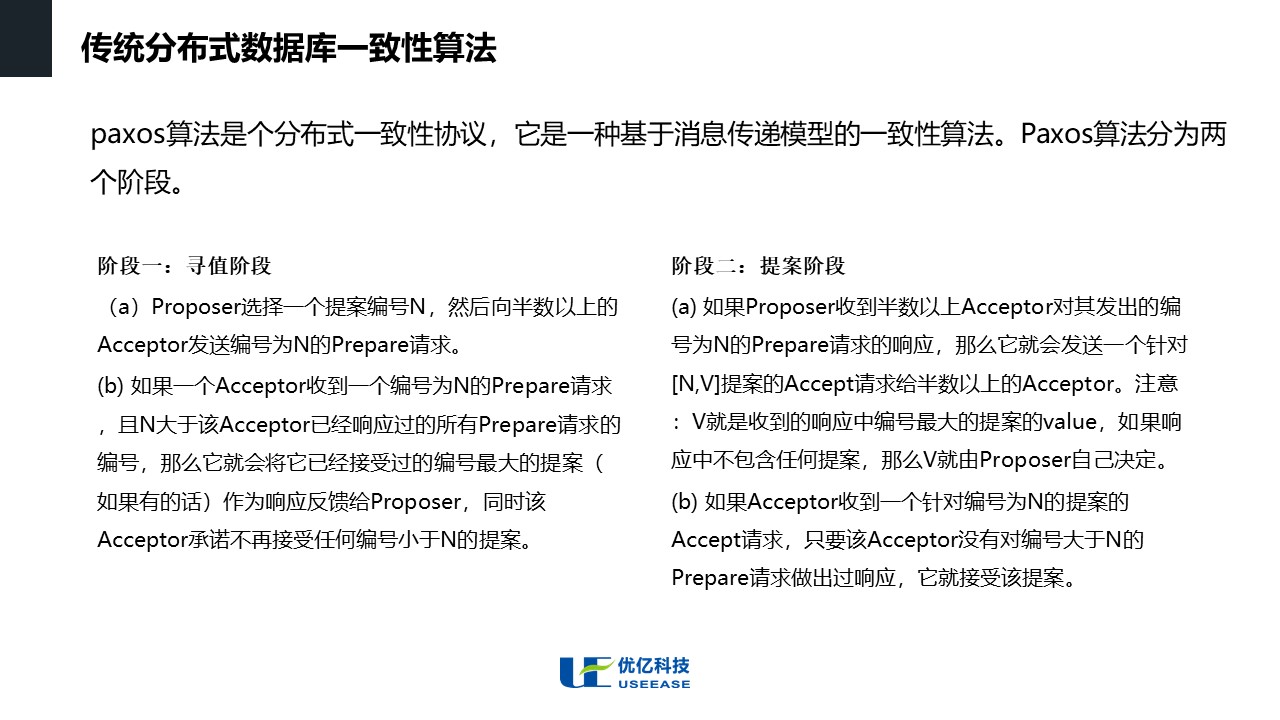 传统分布式数据库一致性算法
paxos算法是个分布式一致性协议，它是一种基于消息传递模型的一致性算法。Paxos算法分为两
个阶段。
阶段一：寻值阶段
（a）Proposer选择一个提案编号N，然后向半数以上的
Acceptor发送编号为N的Prepare请求。
(b) 如果一个Acceptor收到一个编号为N的Prepare请求
，且N大于该Acceptor已经响应过的所有Prepare请求的
编号，那么它就会将它已经接受过的编号最大的提案（
如果有的话）作为响应反馈给Proposer，同时该
Acceptor承诺不再接受任何编号小于N的提案。
阶段二：提案阶段
(a) 如果Proposer收到半数以上Acceptor对其发出的编
号为N的Prepare请求的响应，那么它就会发送一个针对
[N,V]提案的Accept请求给半数以上的Acceptor。注意
：V就是收到的响应中编号最大的提案的value，如果响
应中不包含任何提案，那么V就由Proposer自己决定。
(b) 如果Acceptor收到一个针对编号为N的提案的
Accept请求，只要该Acceptor没有对编号大于N的
Prepare请求做出过响应，它就接受该提案。
UE 优亿科技
USEEASE